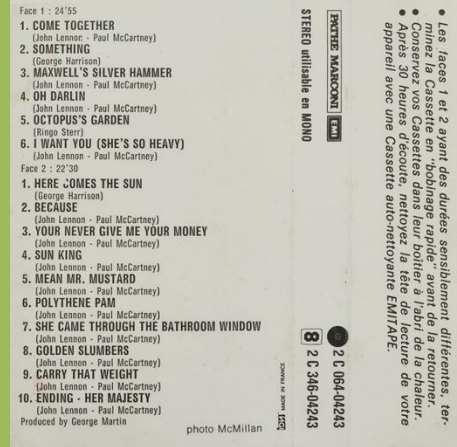 Face 1 : 24'55
1. COME TOGETHER
(John Lennon - Paul McCartney)
2. SOMETHING
(George Harrison)
3. MAXWELL'S SILVER HAMMER
(John Lennon - Paul McCartney)
4. OH DARLIN
(John Lennon - Paul McCartney)
5. OCTOPUS'S GARDEN
(Ringo Sterr)
6. I WANT YOU (SHE'S SO HEAVY)
(John Lennon - Paul McCartney)
Face 2 : 22'30
1. HERE COMES THE SUN
(George Harrison)
2. BECAUSE
(John Lennon - Paul McCartney)
3. YOUR NEVER GIVE ME YOUR MONEY
(John Lennon - Paul McCartney)
4. SUN KING
(John Lennon - Paul McCartney)
5. MEAN MR. MUSTARD
(John Lennon - Paul McCartney)
6. POLYTHENE PAM
(John Lennon - Paul McCartney)
7. SHE CAME THROUGH THE BATHROOM WINDOW
(John Lennon - Paul McCartney)
8. GOLDEN SLUMBERS
(John Lennon - Paul McCartney)
9. CARRY THAT WEIGHT
(John Lennon - Paul McCartney)
10. ENDING - HER MAJESTY
(John Lennon - Paul McCartney)
Produced by George Martin
photo McMillan
STEREO utilisable en MONO
PATHE MARCONI EMI
2 C 064-04243
8 2 C 346-04243
MADE IN FRANCE
• Les faces 1 et 2 ayant des durées sensiblement différentes, ter-
minez la Cassette en "bobinage rapide" avant de la retourner.
• Conservez vos Cassettes dans leur boîtier à l'abri de la chaleur.
• Après 30 heures d'écoute, nettoyez la tête de lecture de votre
appareil avec une Cassette auto-nettoyante EMITAPE.